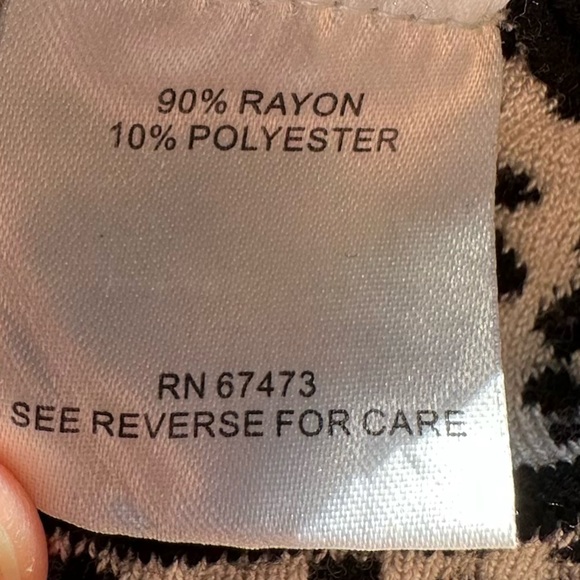 90% RAYON
10% POLYESTER
RN 67473
SEE REVERSE FOR CARE